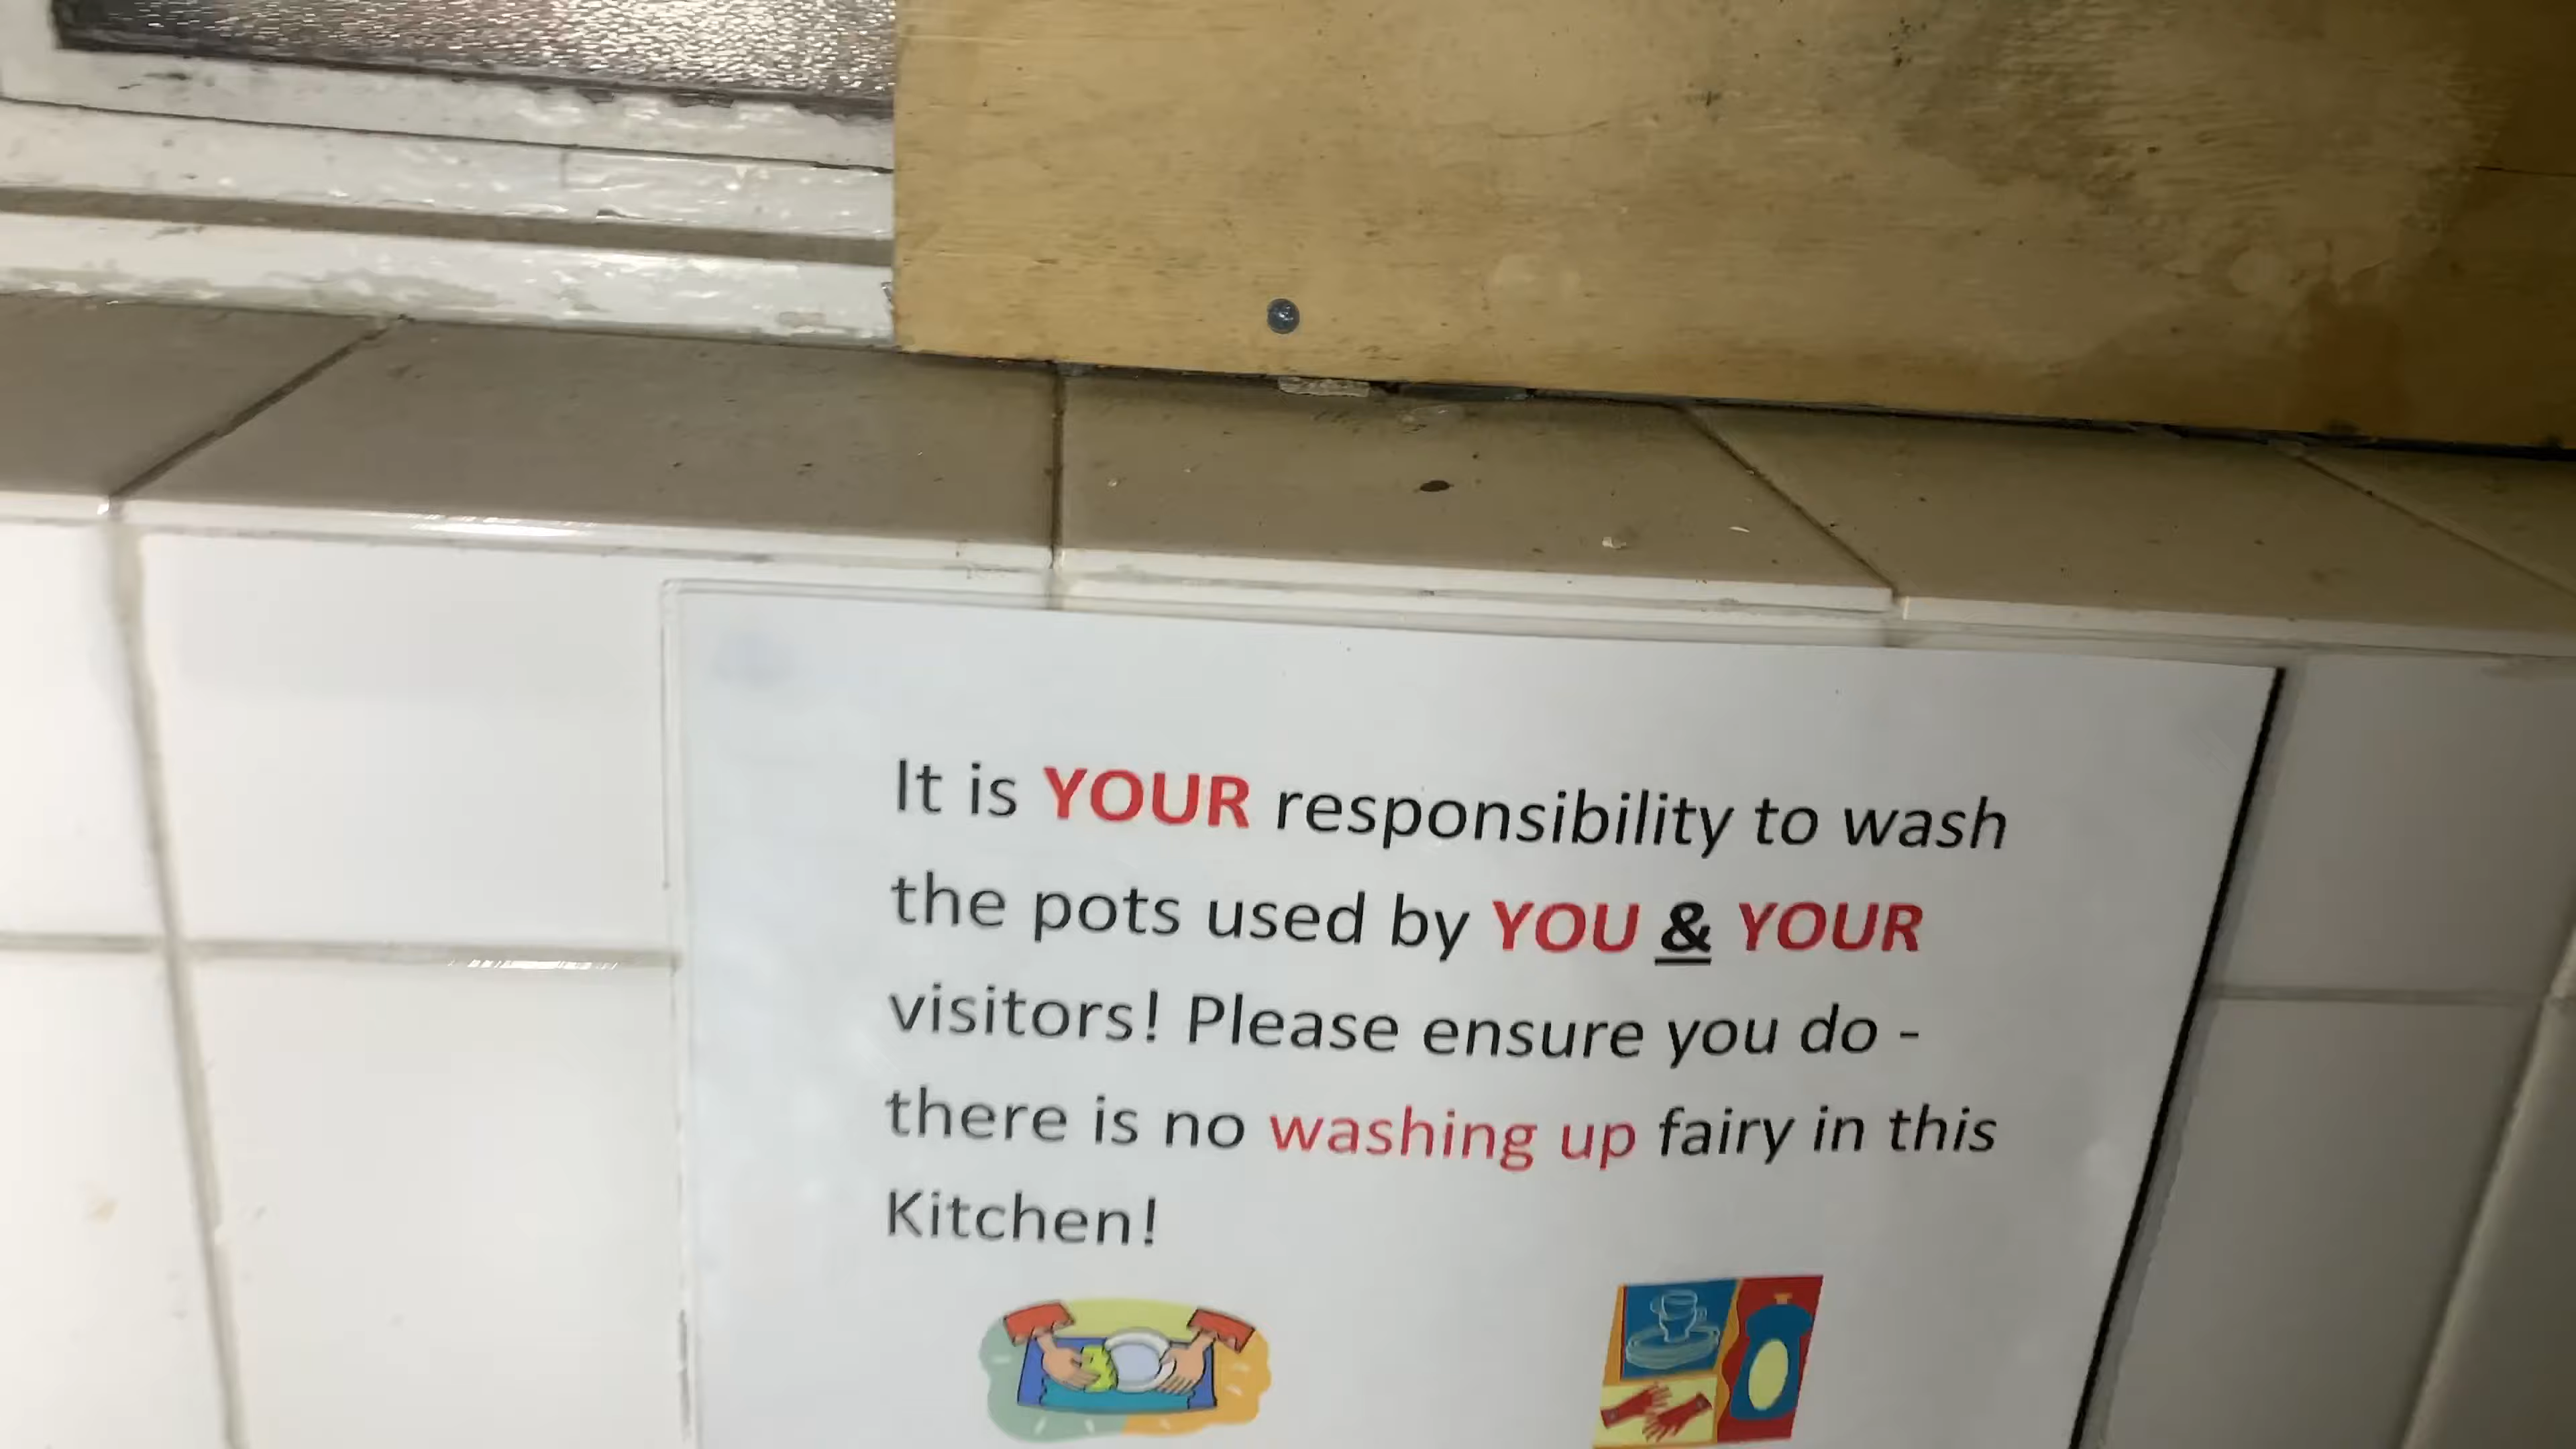 It is YOUR responsibility to wash
the pots used by YOU & YOUR
visitors! Please ensure you do -
there is no washing up fairy in this
Kitchen!